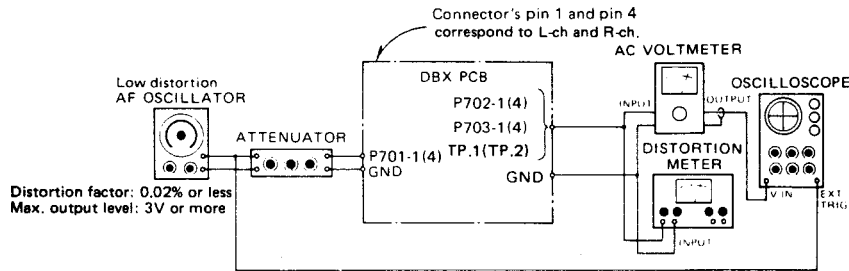 Connector's pin 1 and pin 4
correspond to L-ch and R-ch.
AC VOLTMETER
DBX PCB
OSCILLOSCOPE
Low distortion
AF OSCILLATOR
P702-1(4)
INPUT
OUTPUT
ATTENUATOR
P703-1(4)
P701-1(4)
TP.1(TP.2)
DISTORTION
METER
GND
GND
Distortion factor: 0.02% or less
Max. output level: 3V or more
V IN
EXT
TRIG
INPUT